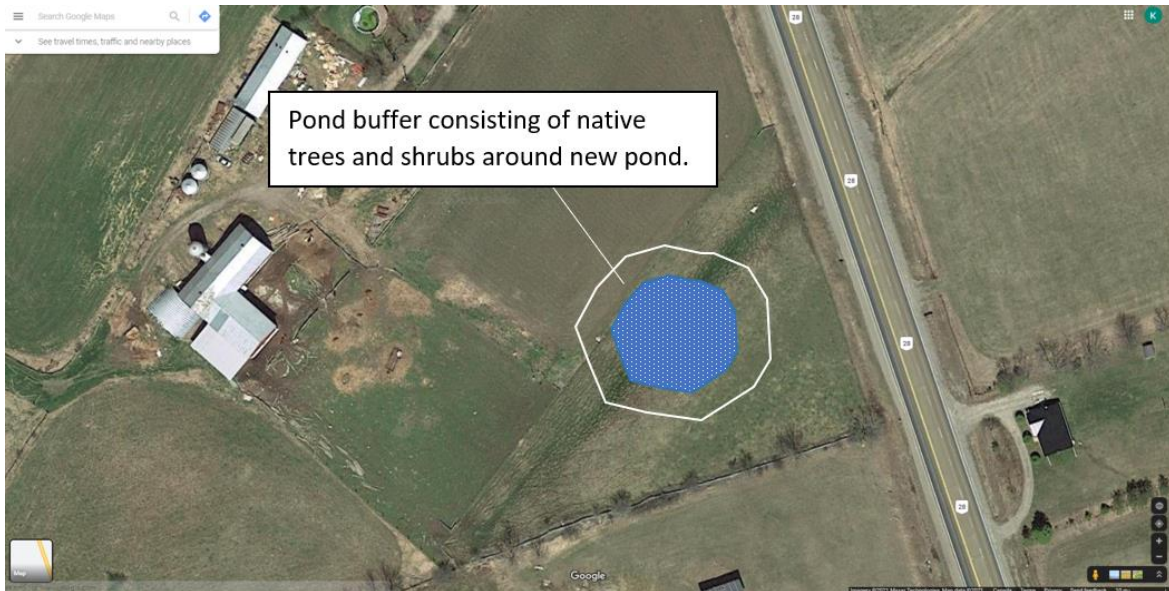 Search Google Maps
See travel times, traffic and nearby places
28
K
Pond buffer consisting of native
trees and shrubs around new pond.
28
28
28
Map
Google